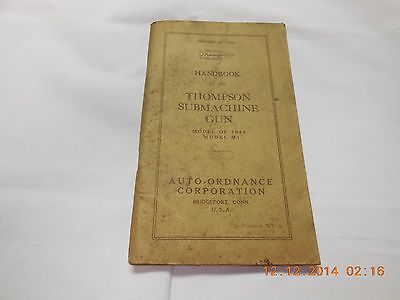 Thompson
HANDBOOK
of the
THOMPSON
SUBMACHINE
GUN
MODEL OF 1928
MODEL M1
AUTO-ORDNANCE
CORPORATION
BRIDGEPORT, CONN.
U. S. A.
12.12.2014 02:16